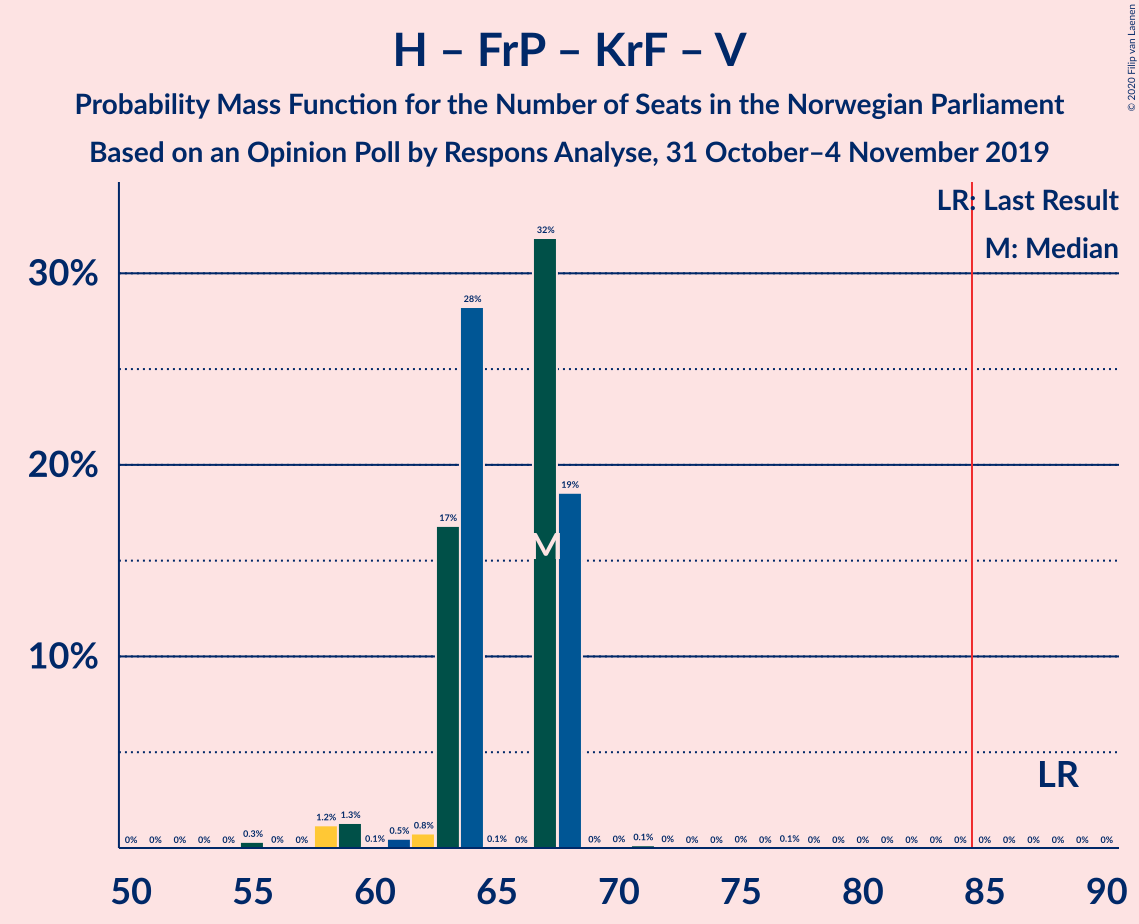 H – FrP – KrF – V
Probability Mass Function for the Number of Seats in the Norwegian Parliament
Based on an Opinion Poll by Respons Analyse, 31 October–4 November 2019
© 2020 Filip van Laenen
LR: Last Result
M: Median
30%
20%
10%
32%
28%
19%
17%
M
LR
0% 0% 0% 0% 0% 0.3% 0% 0% 1.2% 1.3% 0.1% 0.5% 0.8% 0.1% 0% 0% 0% 0.1% 0% 0% 0% 0% 0% 0.1% 0% 0% 0% 0% 0% 0% 0% 0% 0% 0% 0% 0% 0%
50 55 60 65 70 75 80 85 90